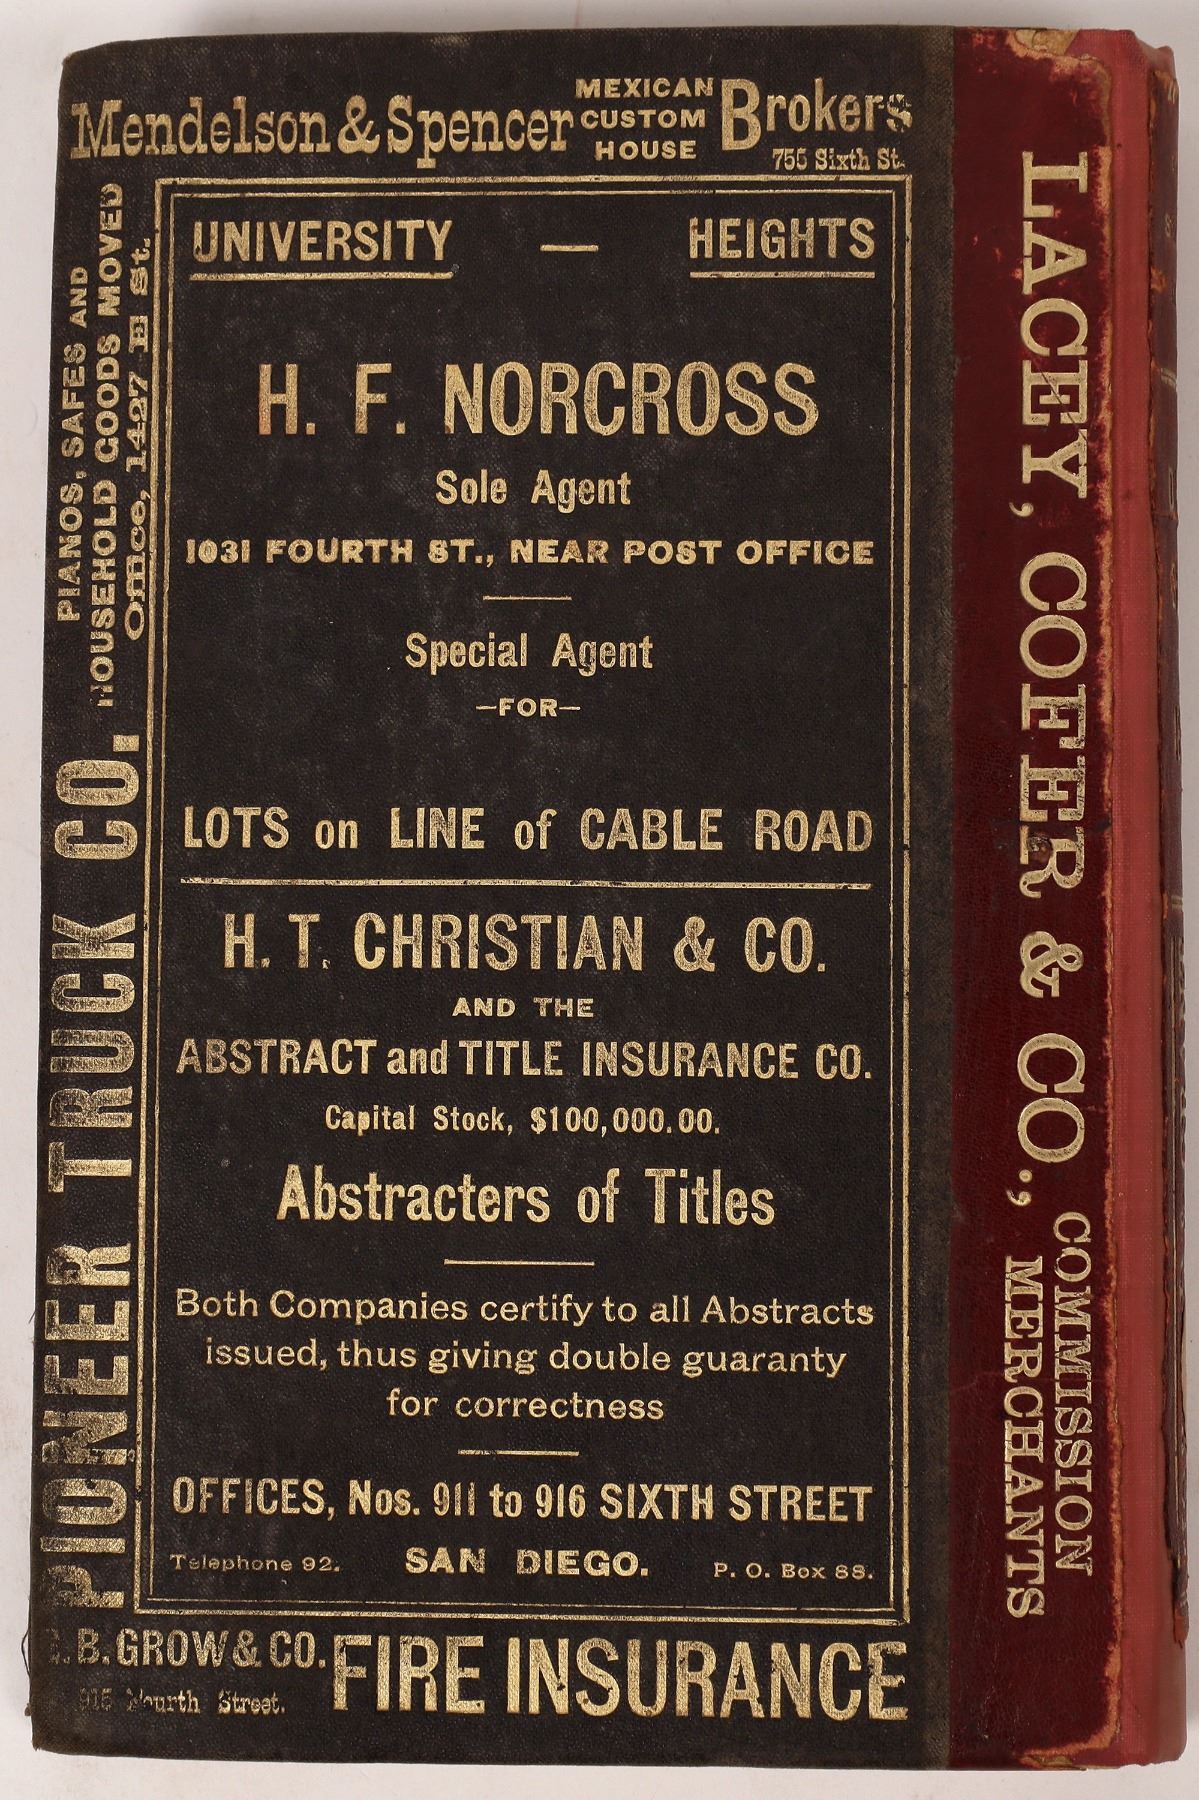 Mendelson & Spencer MEXICAN CUSTOM HOUSE Brokers
755 Sixth St.
UNIVERSITY — HEIGHTS
H. F. NORCROSS
Sole Agent
1031 FOURTH ST., NEAR POST OFFICE
Special Agent
—FOR—
LOTS on LINE of CABLE ROAD
H. T. CHRISTIAN & CO.
AND THE
ABSTRACT and TITLE INSURANCE CO.
Capital Stock, $100,000.00.
Abstracters of Titles
Both Companies certify to all Abstracts
issued, thus giving double guaranty
for correctness
OFFICES, Nos. 911 to 916 SIXTH STREET
Telephone 92. SAN DIEGO. P. O. Box 88.
PIONEER TRUCK CO.
PIANOS, SAFES AND
HOUSEHOLD GOODS MOVED
Office, 1427 E St.
B. GROW & CO. FIRE INSURANCE
Fourth Street.
LACEY, COFER & CO., COMMISSION
MERCHANTS